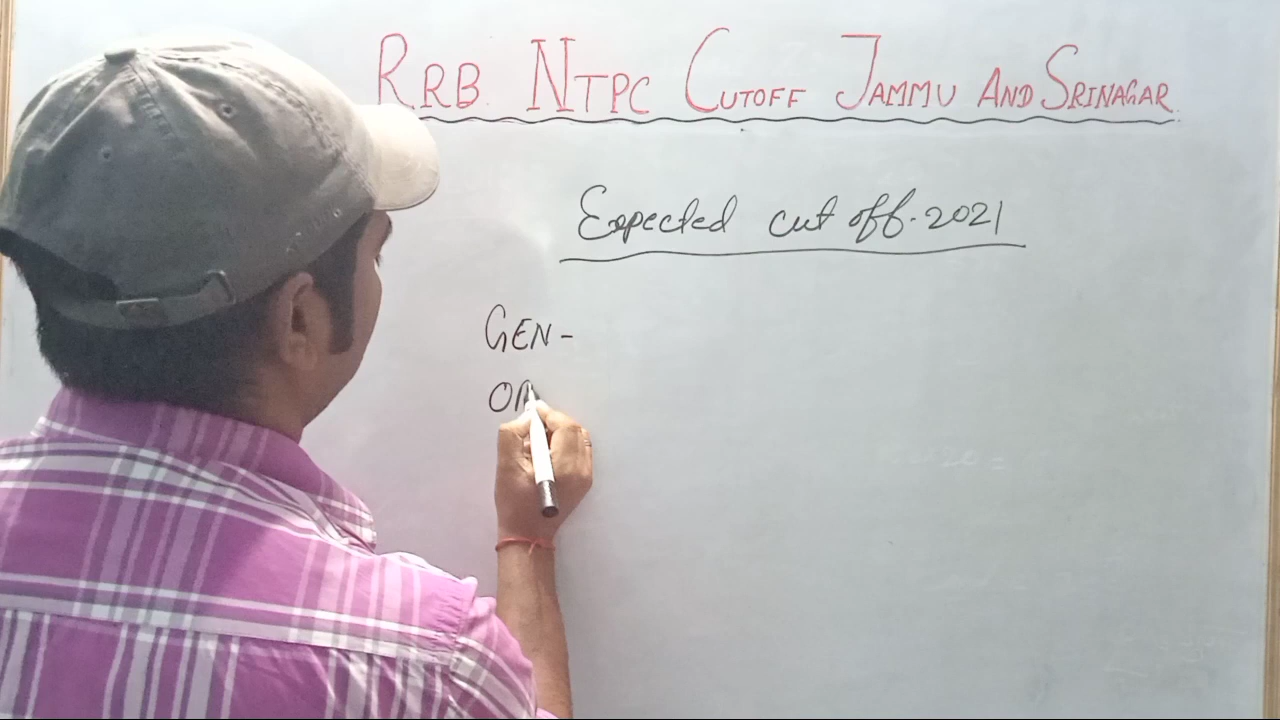 RRB NTPC CUTOFF JAMMU AND SRINAGAR
Expected cut off. 2021
GEN -